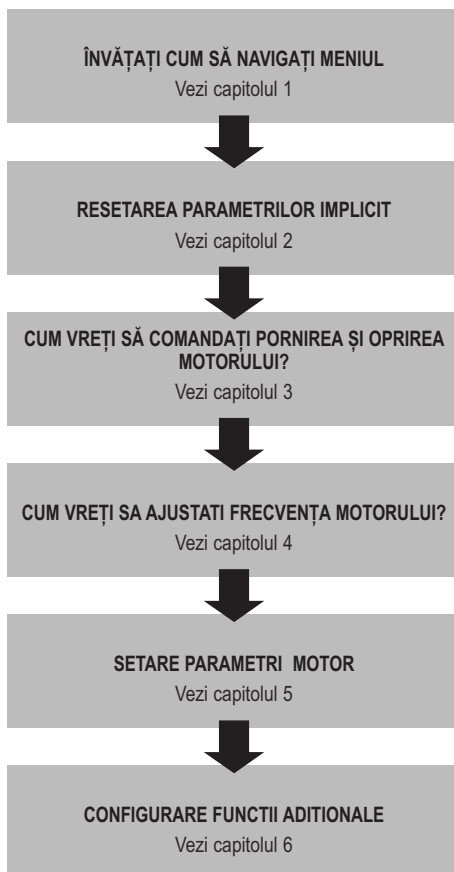 ÎNVĂȚAȚI CUM SĂ NAVIGAȚI MENIUL
Vezi capitolul 1
RESETAREA PARAMETRILOR IMPLICIT
Vezi capitolul 2
CUM VREȚI SĂ COMANDAȚI PORNIREA ȘI OPRIREA
MOTORULUI?
Vezi capitolul 3
CUM VREȚI SA AJUSTATI FRECVENȚA MOTORULUI?
Vezi capitolul 4
SETARE PARAMETRI MOTOR
Vezi capitolul 5
CONFIGURARE FUNCTII ADITIONALE
Vezi capitolul 6